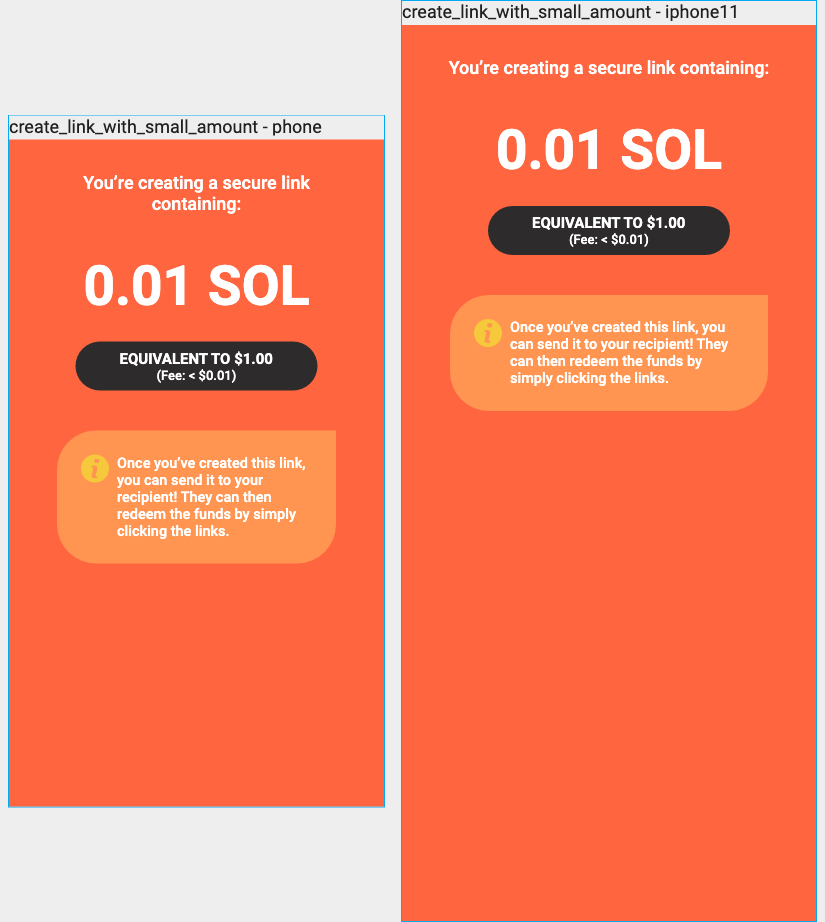 create_link_with_small_amount - phone
You’re creating a secure link
containing:
0.01 SOL
EQUIVALENT TO $1.00
(Fee: < $0.01)
i
Once you’ve created this link,
you can send it to your
recipient! They can then
redeem the funds by simply
clicking the links.
create_link_with_small_amount - iphone11
You’re creating a secure link containing:
0.01 SOL
EQUIVALENT TO $1.00
(Fee: < $0.01)
i
Once you’ve created this link, you
can send it to your recipient! They
can then redeem the funds by
simply clicking the links.